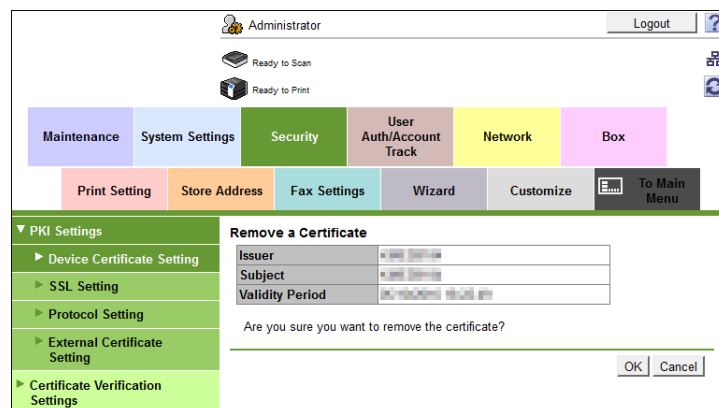 Administrator
Logout
?
Ready to Scan
Ready to Print
Maintenance
System Settings
Security
User
Auth/Account
Track
Network
Box
Print Setting
Store Address
Fax Settings
Wizard
Customize
To Main
Menu
PKI Settings
Device Certificate Setting
SSL Setting
Protocol Setting
External Certificate
Setting
Certificate Verification
Settings
Remove a Certificate
Issuer
Subject
Validity Period
Are you sure you want to remove the certificate?
OK
Cancel